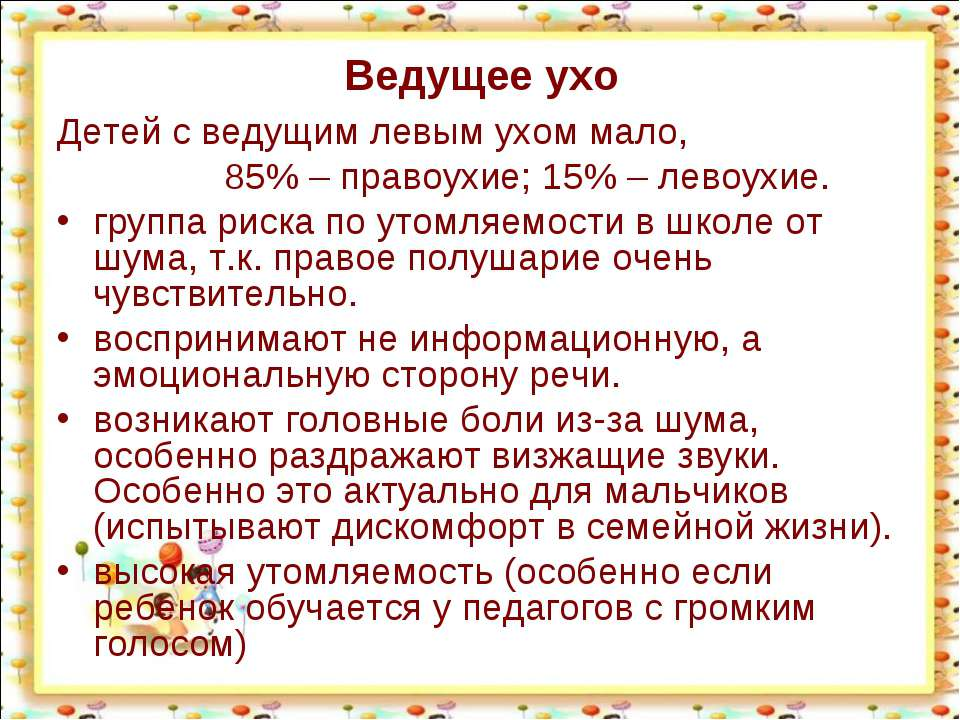 Ведущее ухо
Детей с ведущим левым ухом мало,
85% – правоухие; 15% – левоухие.
• группа риска по утомляемости в школе от
шума, т.к. правое полушарие очень
чувствительно.
• воспринимают не информационную, а
эмоциональную сторону речи.
• возникают головные боли из-за шума,
особенно раздражают визжащие звуки.
Особенно это актуально для мальчиков
(испытывают дискомфорт в семейной жизни).
• высокая утомляемость (особенно если
ребенок обучается у педагогов с громким
голосом)